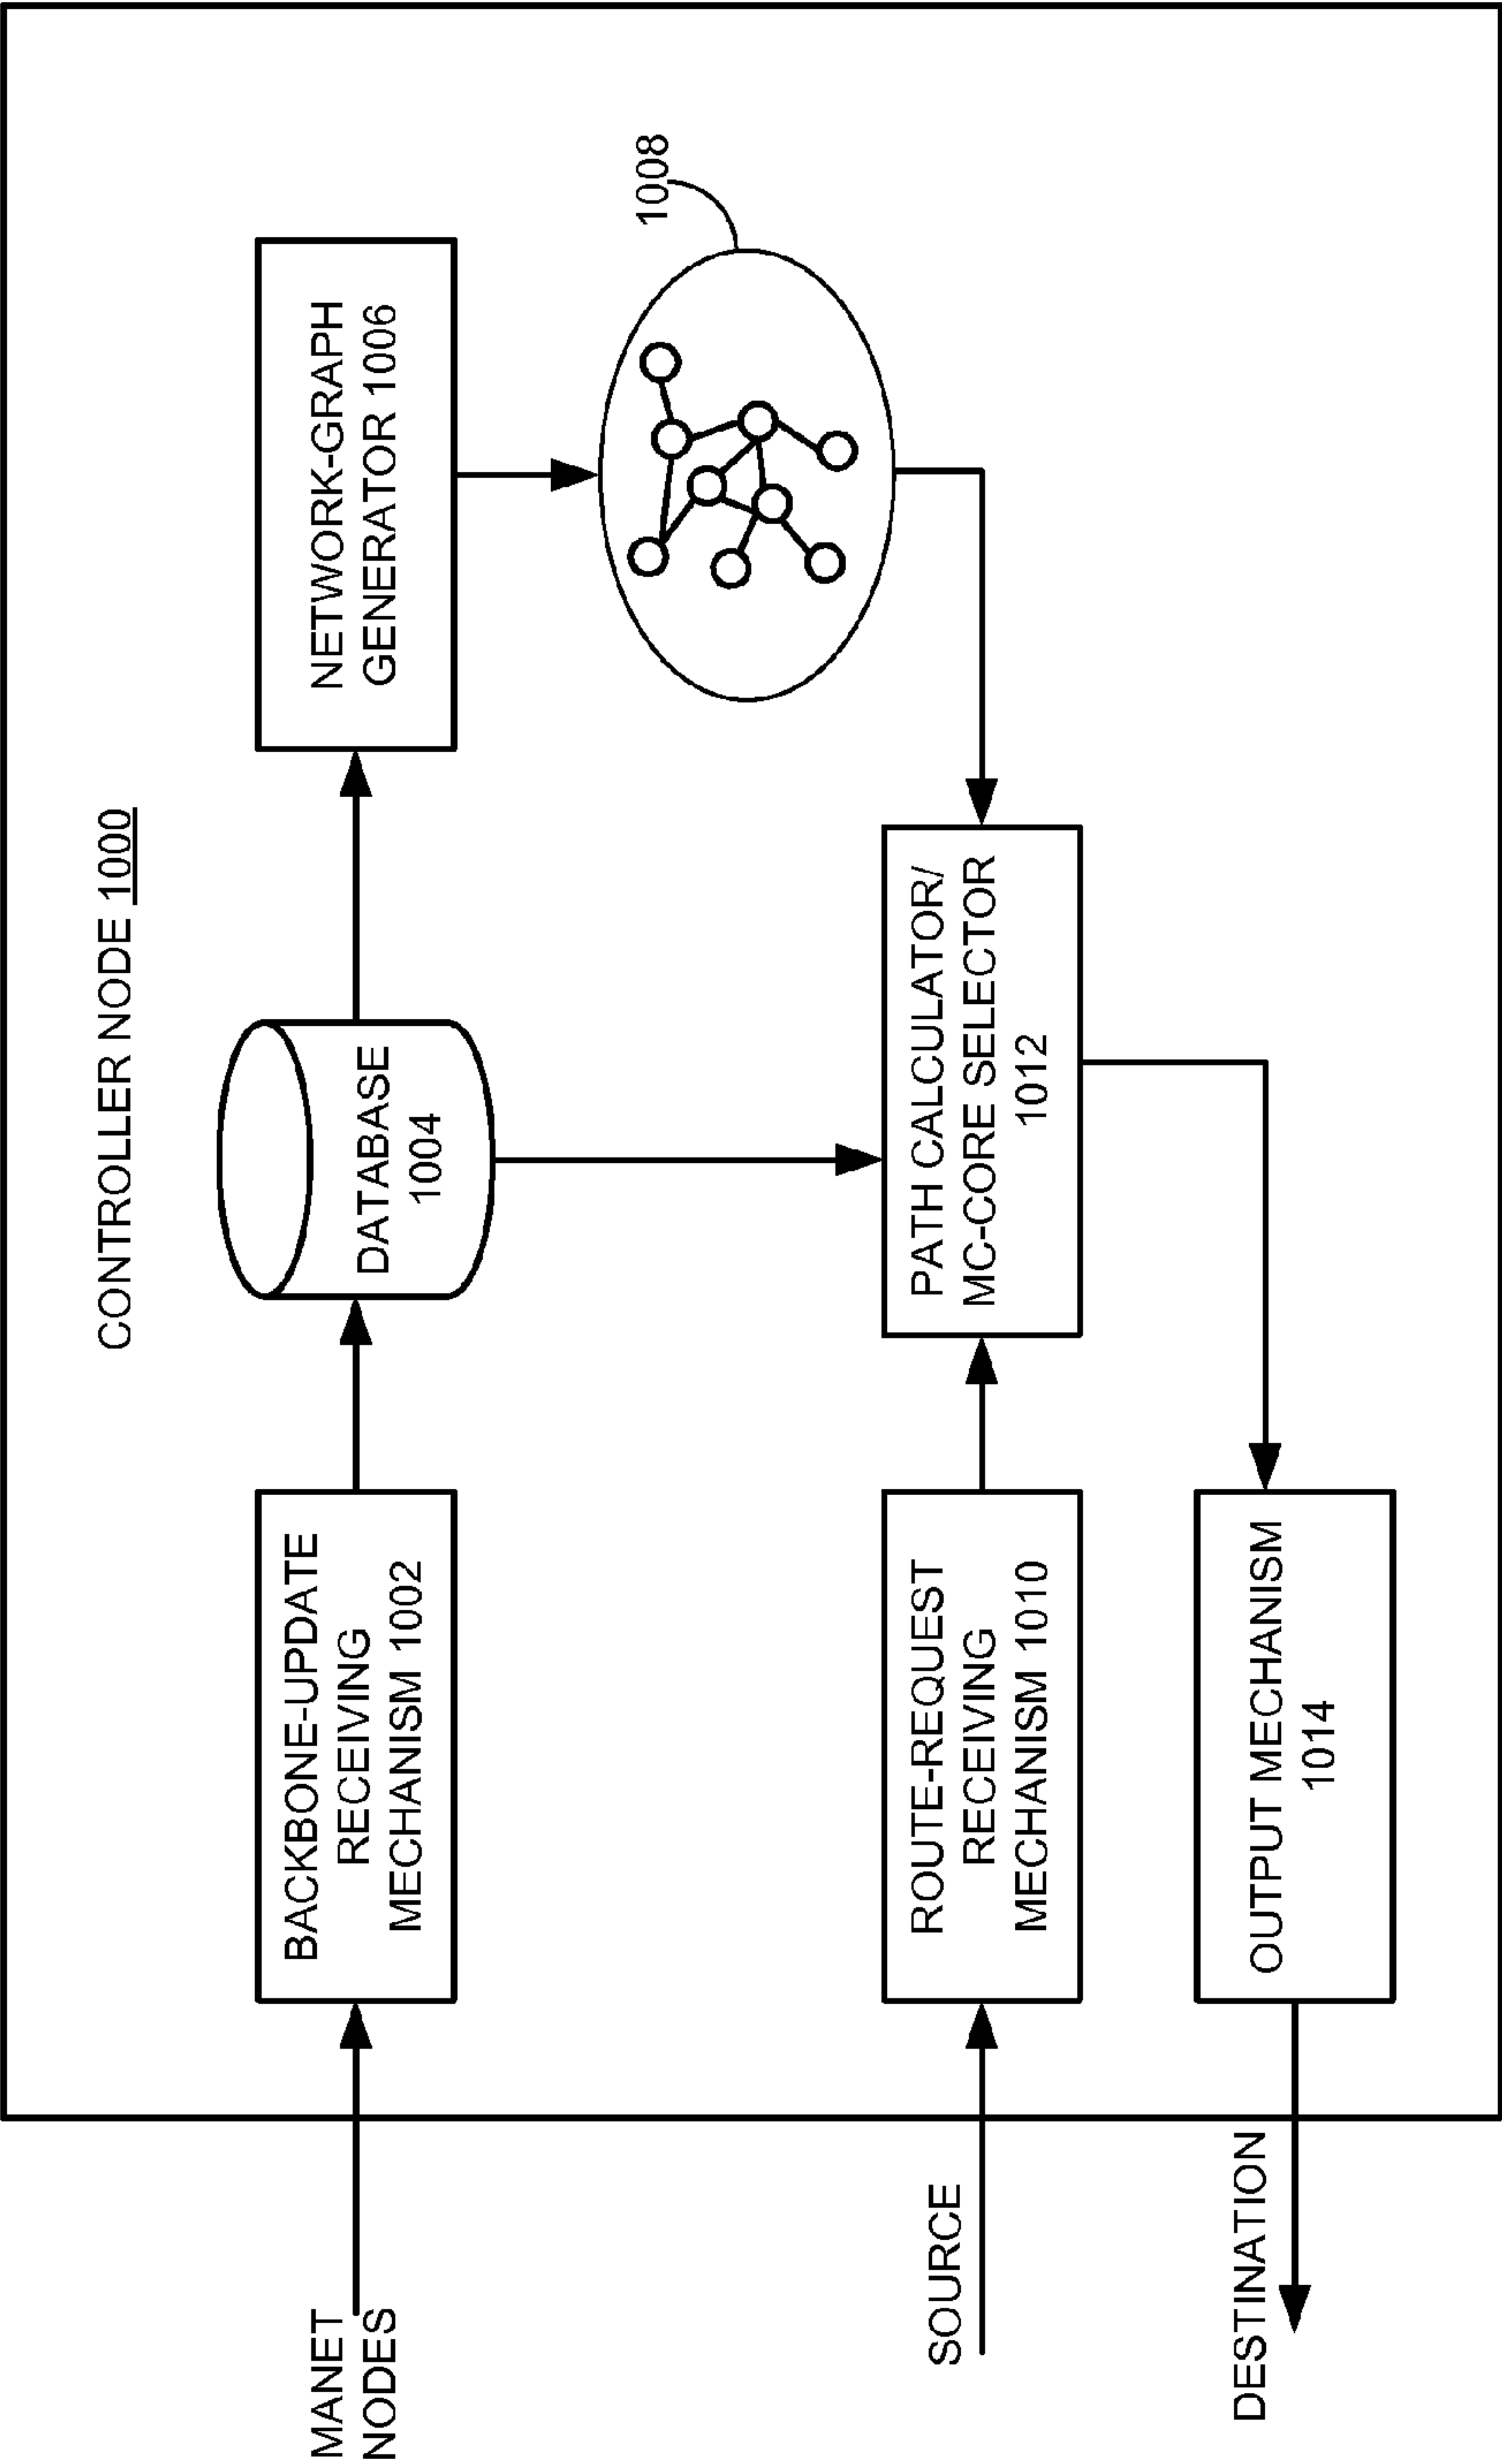 CONTROLLER NODE 1000
MANET
NODES
BACKBONE-UPDATE
RECEIVING
MECHANISM 1002
DATABASE
1004
NETWORK-GRAPH
GENERATOR 1006
1008
SOURCE
ROUTE-REQUEST
RECEIVING
MECHANISM 1010
PATH CALCULATOR/
MC-CORE SELECTOR
1012
DESTINATION
OUTPUT MECHANISM
1014